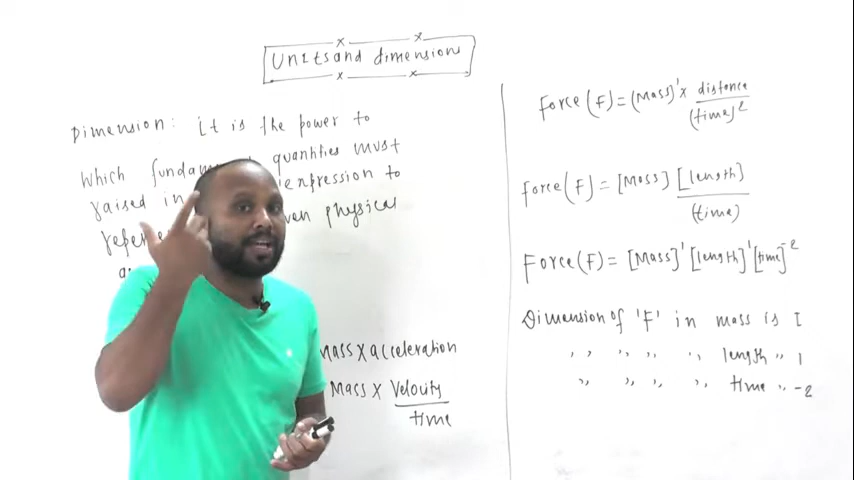 Units and dimension
Dimension: it is the power to
Which quantities must
raised in expression to
physical
Mass x acceleration
Mass x Velocity
time
Force (F) = (Mass)' x distance
(time)²
force (F) = [Mass] [length]
(time)
Force (F) = [Mass]' [length]' [time]⁻²
Dimension of 'F' in mass is 1
,, ,, ,, ,, length ,, 1
,, ,, ,, ,, time ,, -2